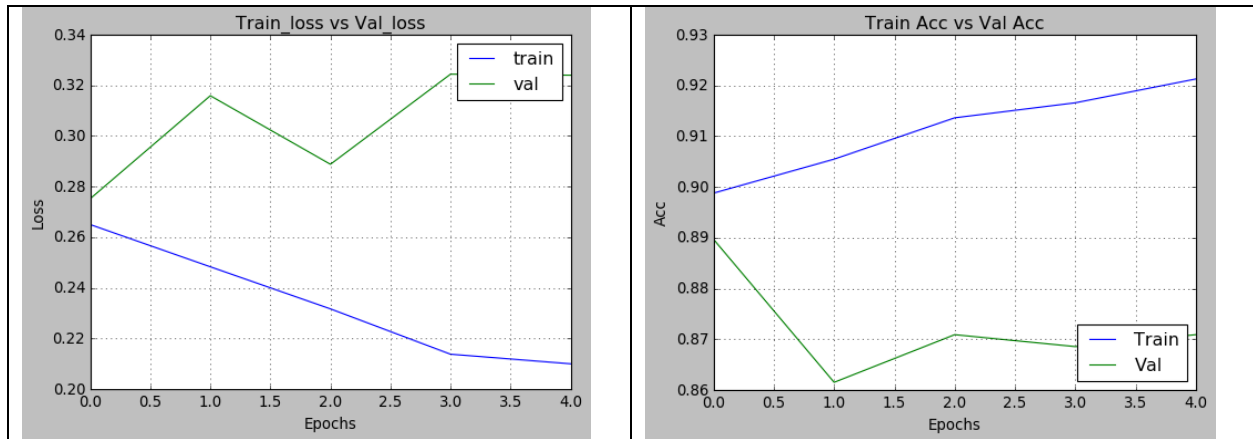 Train_loss vs Val_loss
0.34
0.32
0.30
0.28
0.26
0.24
0.22
0.20
Loss
train
val
0.0 0.5 1.0 1.5 2.0 2.5 3.0 3.5 4.0
Epochs
Train Acc vs Val Acc
0.93
0.92
0.91
0.90
0.89
0.88
0.87
0.86
Acc
Train
Val
0.0 0.5 1.0 1.5 2.0 2.5 3.0 3.5 4.0
Epochs